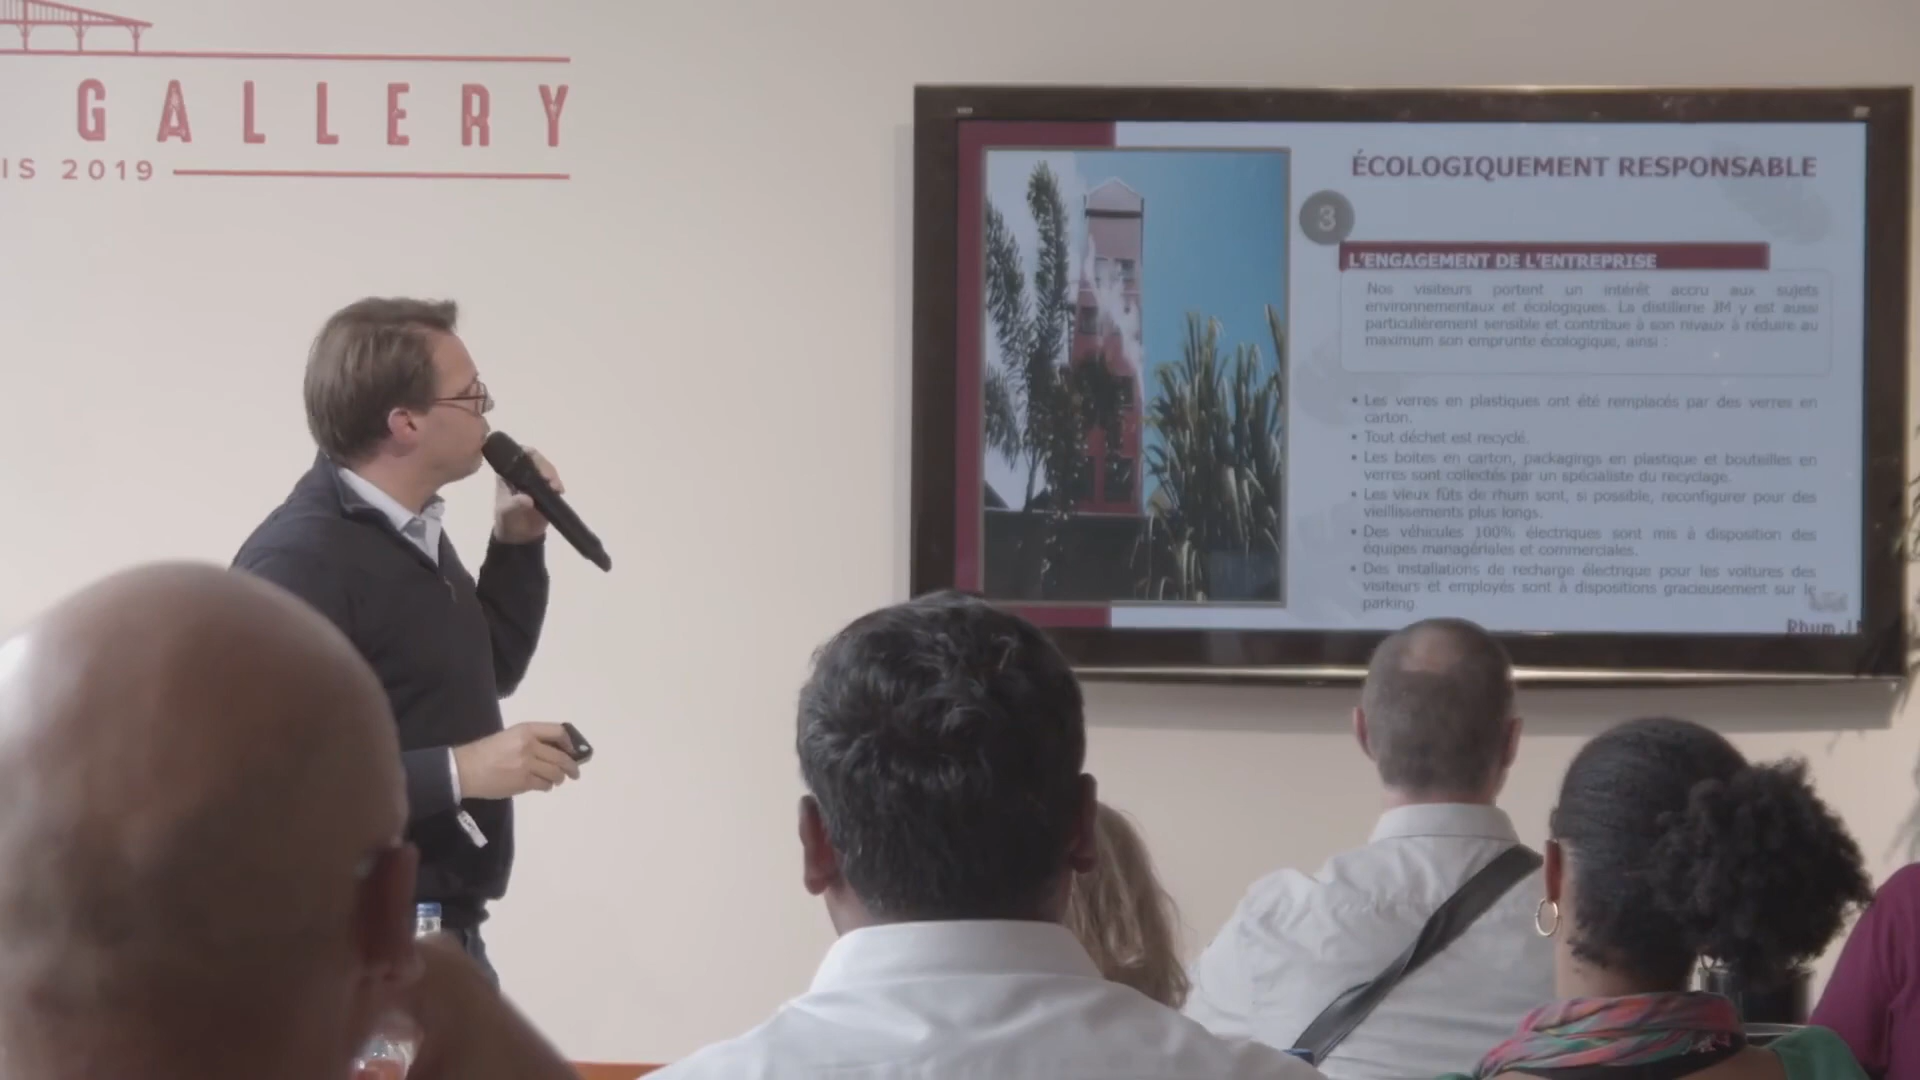 GALLERY
IS 2019
ÉCOLOGIQUEMENT RESPONSABLE
3
L'ENGAGEMENT DE L'ENTREPRISE
Nos visiteurs portent un intérêt accru aux sujets
environnementaux et écologiques. La distillerie JM y est aussi
particulièrement sensible et contribue à son nivaux à réduire au
maximum son emprunte écologique, ainsi :
• Les verres en plastiques ont été remplacés par des verres en
carton.
• Tout déchet est recyclé.
• Les boites en carton, packagings en plastique et bouteilles en
verres sont collectés par un spécialiste du recyclage.
• Les vieux fûts de rhum sont, si possible, reconfigurer pour des
vieillissements plus longs.
• Des véhicules 100% électriques sont mis à disposition des
équipes managériales et commerciales.
• Des installations de recharge électrique pour les voitures des
visiteurs et employés sont à dispositions gracieusement sur le
parking.
Rhum J